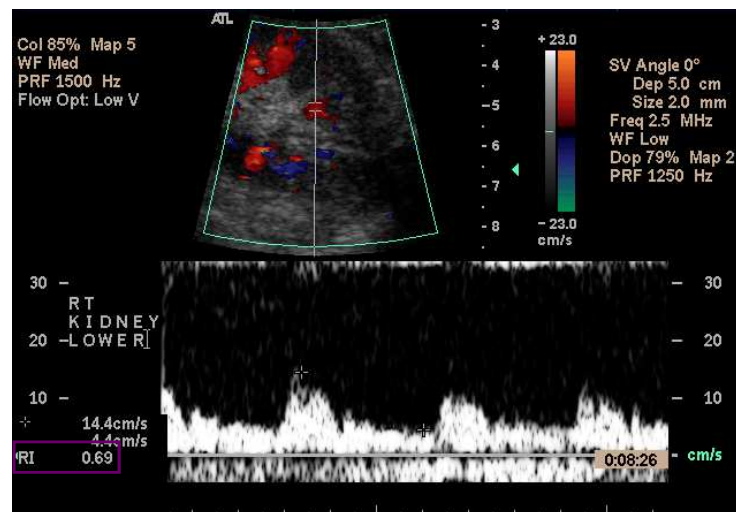 ATL
Col 85% Map 5
WF Med
PRF 1500 Hz
Flow Opt: Low V
- 3
-
-5
- 6
- 7
- 8
+ 23.0
- 23.0
cm/s
SV Angle 0°
Dep 5.0 cm
Size 2.0 mm
Freq 2.5 MHz
WF Low
Dop 79% Map 2
PRF 1250 Hz
30 - - 30
RT
KIDNEY
20 - LOWER - 20
10 - - 10
14.4cm/s
4.4cm/s
RI 0.69
0:08:26 - cm/s